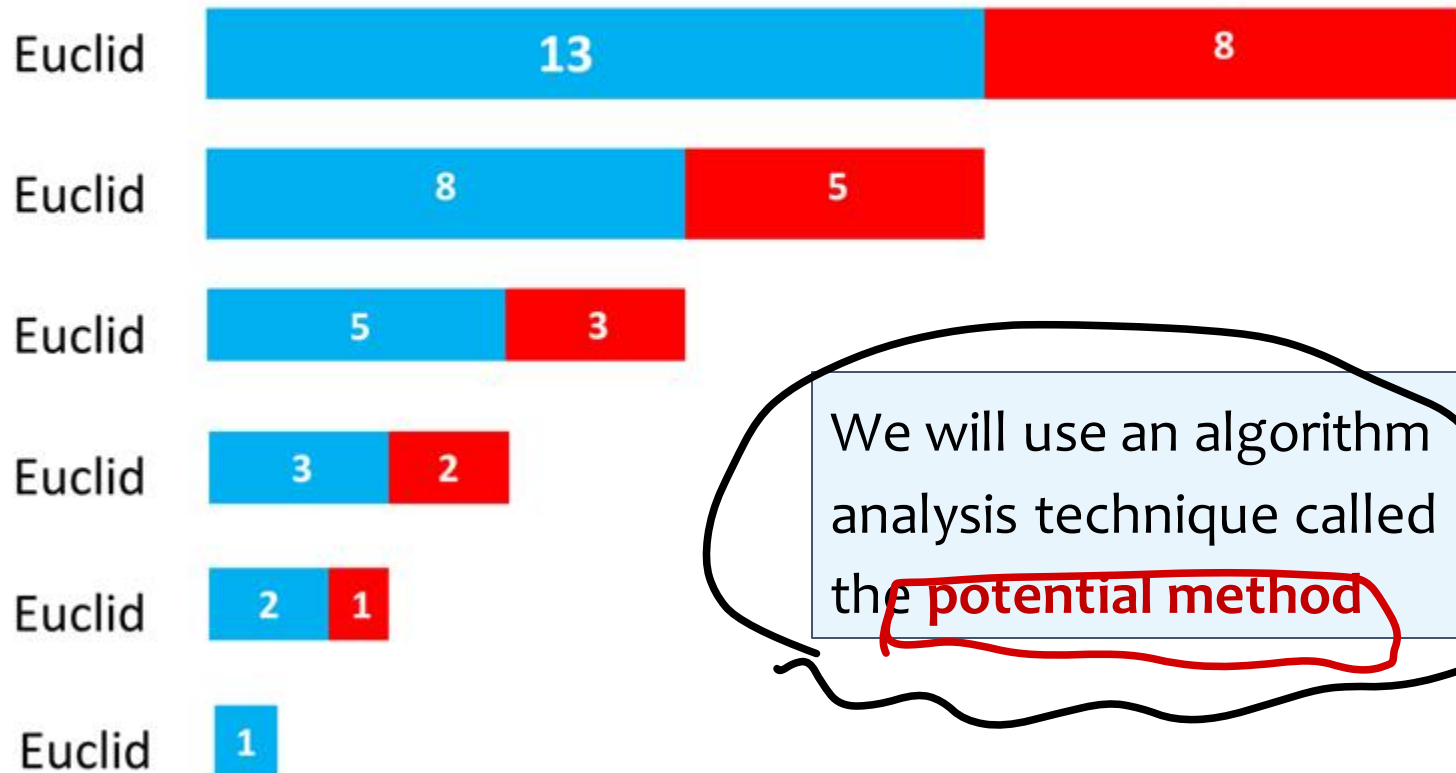 Euclid 13 8
Euclid 8 5
Euclid 5 3
Euclid 3 2
Euclid 2 1
Euclid 1
We will use an algorithm
analysis technique called
the potential method